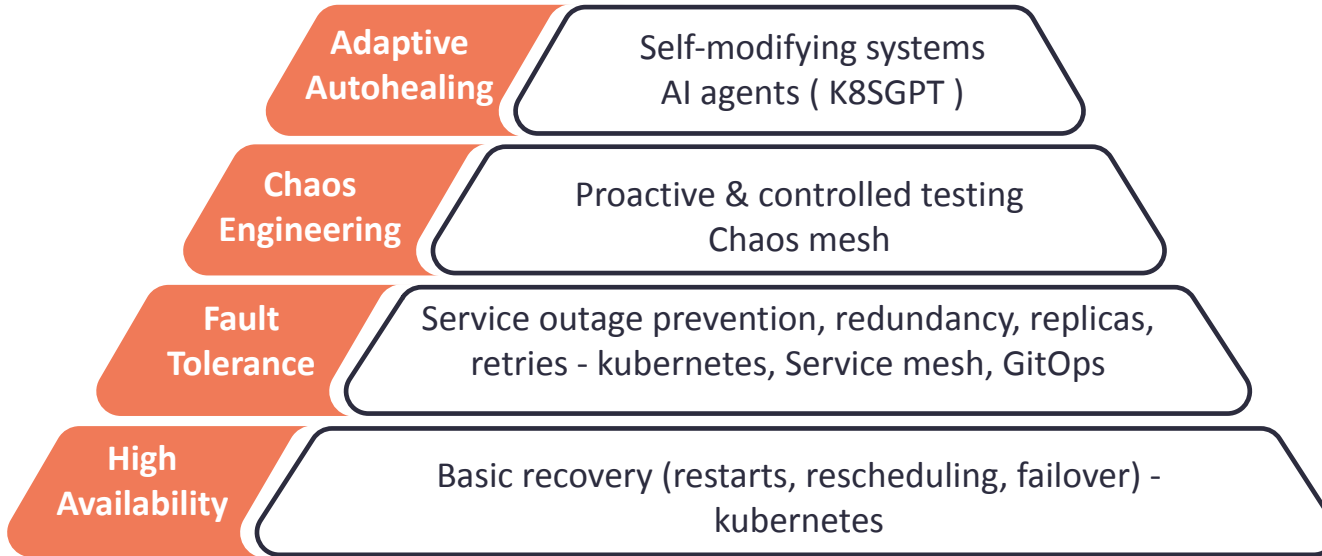 Adaptive
Autohealing
Self-modifying systems
AI agents ( K8SGPT )
Chaos
Engineering
Proactive & controlled testing
Chaos mesh
Fault
Tolerance
Service outage prevention, redundancy, replicas,
retries - kubernetes, Service mesh, GitOps
High
Availability
Basic recovery (restarts, rescheduling, failover) -
kubernetes